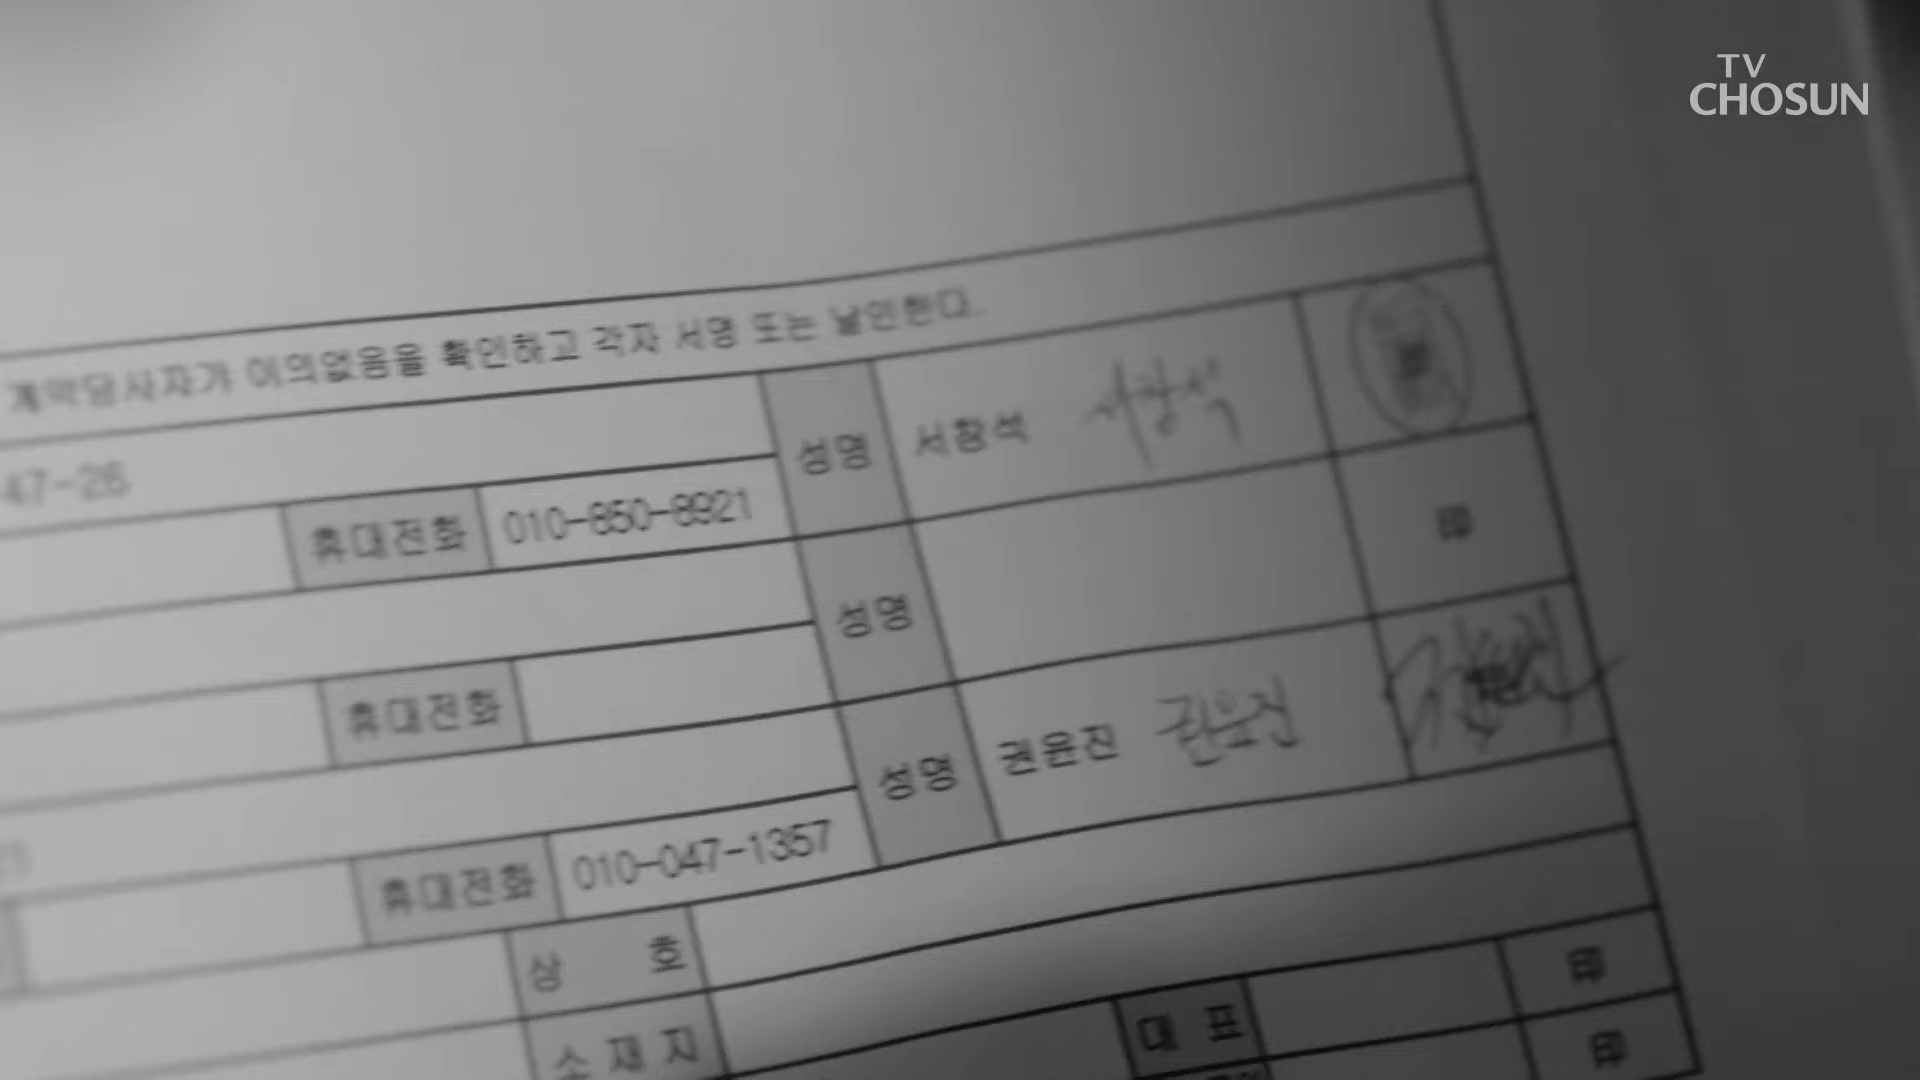 TV
CHOSUN
계약당사자가 이의없음을 확인하고 각자 서명 또는 날인한다.
47-26
성명 서창석 서창석
휴대전화 010-850-8921
성명 印
휴대전화
성명 권윤진 권윤진
휴대전화 010-047-1357
상 호
소 재 지
대 표 印
印